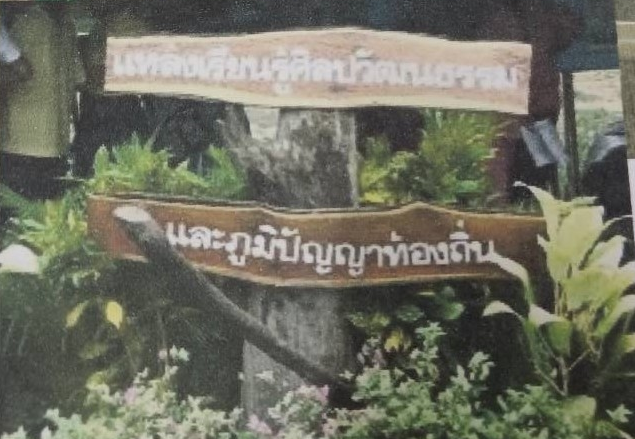 แหล่งเรียนรู้ศิลปวัฒนธรรม
และภูมิปัญญาท้องถิ่น